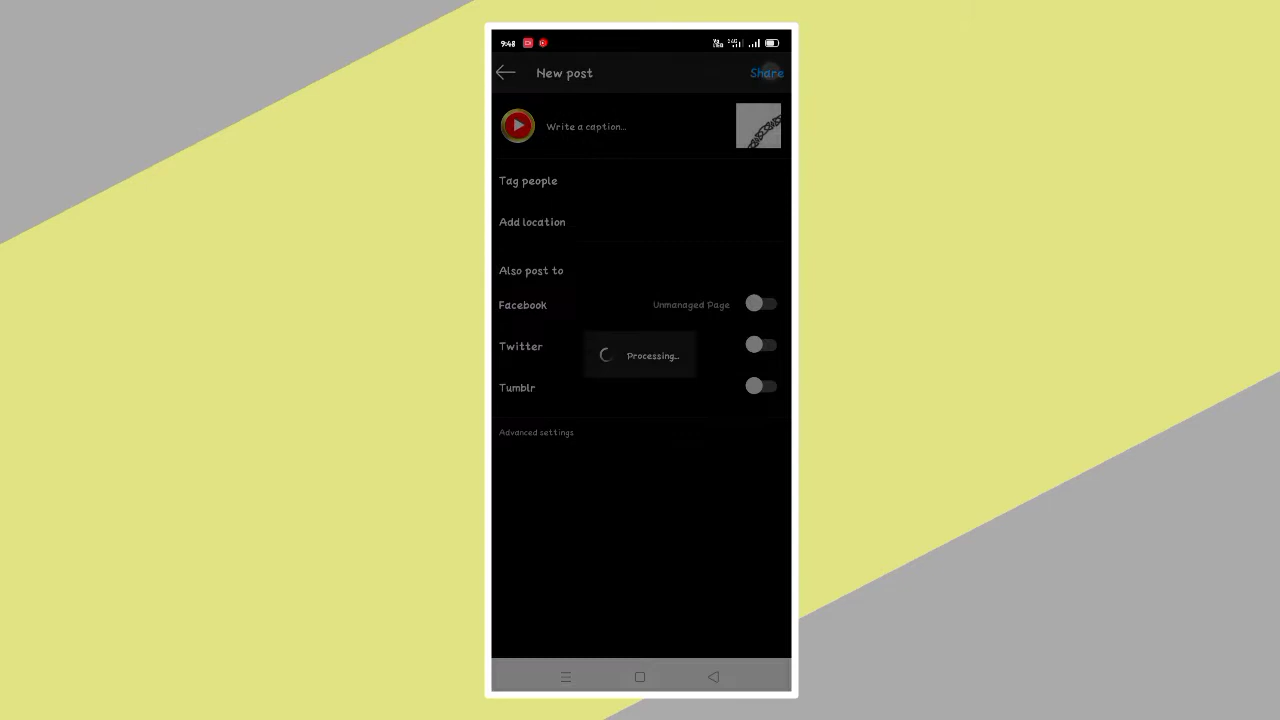 9:48
New post
Share
Write a caption...
Tag people
Add location
Also post to
Facebook
Unmanaged Page
Twitter
Processing...
Tumblr
Advanced settings